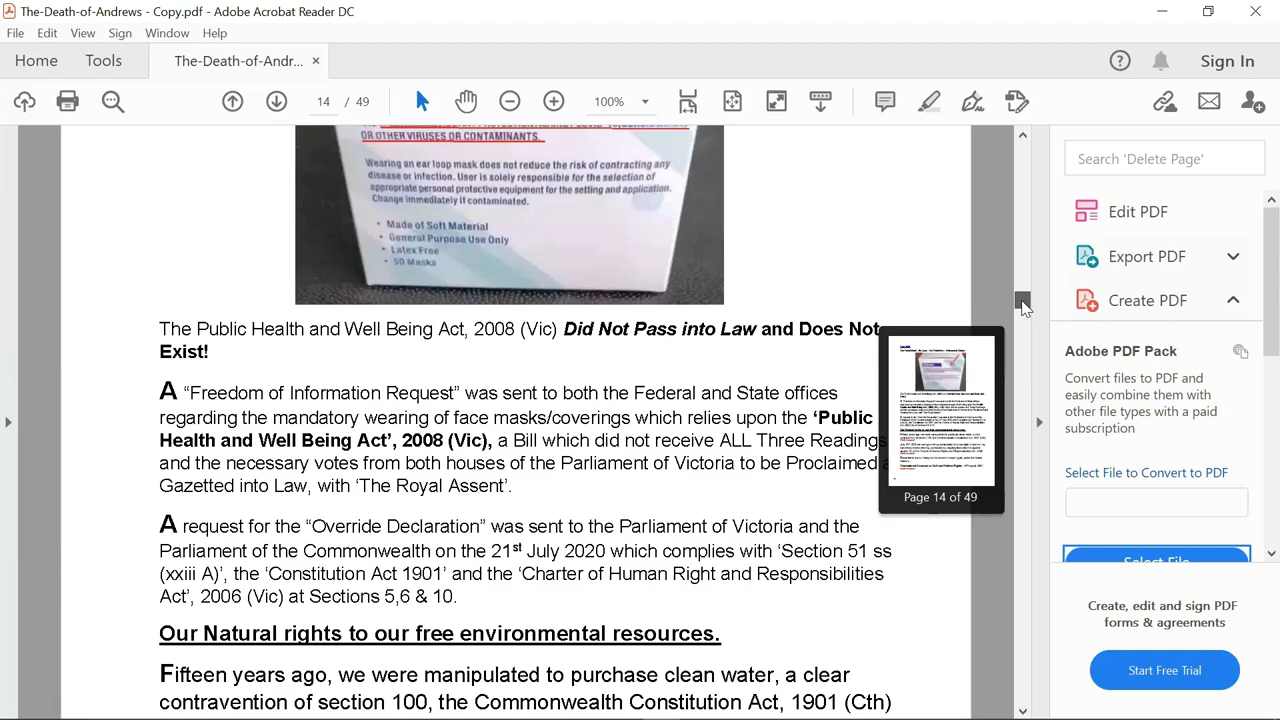 The-Death-of-Andrews - Copy.pdf - Adobe Acrobat Reader DC
File Edit View Sign Window Help
Home Tools The-Death-of-Andr... × Sign In
14 / 49 100%
OR OTHER VIRUSES OR CONTAMINANTS.
Wearing an ear loop mask does not reduce the risk of contracting any
disease or infection. User is solely responsible for the selection of
appropriate personal protective equipment for the setting and application.
Change immediately if contaminated.
• Made of Soft Material
• General Purpose Use Only
• Latex Free
• 50 Masks
The Public Health and Well Being Act, 2008 (Vic) Did Not Pass into Law and Does Not
Exist!
A “Freedom of Information Request” was sent to both the Federal and State offices
regarding the mandatory wearing of face masks/coverings which relies upon the ‘Public
Health and Well Being Act’, 2008 (Vic), a Bill which did not receive ALL Three Reading
and the necessary votes from both houses of the Parliament of Victoria to be Proclaimed
Gazetted into Law, with ‘The Royal Assent’.
A request for the “Override Declaration” was sent to the Parliament of Victoria and the
Parliament of the Commonwealth on the 21st July 2020 which complies with ‘Section 51 ss
(xxiii A)’, the ‘Constitution Act 1901’ and the ‘Charter of Human Right and Responsibilities
Act’, 2006 (Vic) at Sections 5,6 & 10.
Our Natural rights to our free environmental resources.
Fifteen years ago, we were manipulated to purchase clean water, a clear
contravention of section 100, the Commonwealth Constitution Act, 1901 (Cth)
Page 14 of 49
Search 'Delete Page'
Edit PDF
Export PDF
Create PDF
Adobe PDF Pack
Convert files to PDF and
easily combine them with
other file types with a paid
subscription
Select File to Convert to PDF
Select File
Create, edit and sign PDF
forms & agreements
Start Free Trial